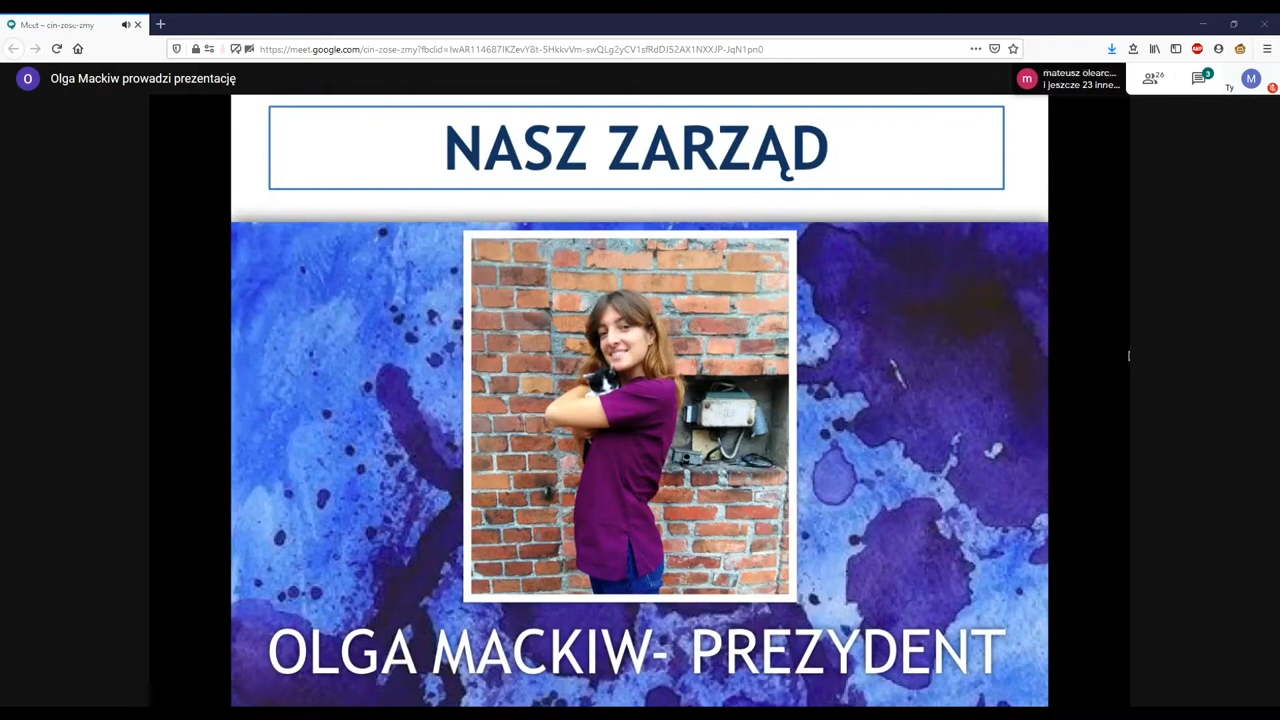 Meet – cin-zose-zmy
https://meet.google.com/cin-zose-zmy?fbclid=IwAR114687IKZevY8t-5HkkvVm-swQLg2yCV1sfRdDJ52AX1NXXJP-JqN1pn0
O
Olga Mackiw prowadzi prezentację
m
mateusz olearc...
i jeszcze 23 inne...
26
3
Ty
M
NASZ ZARZĄD
OLGA MACKIW- PREZYDENT